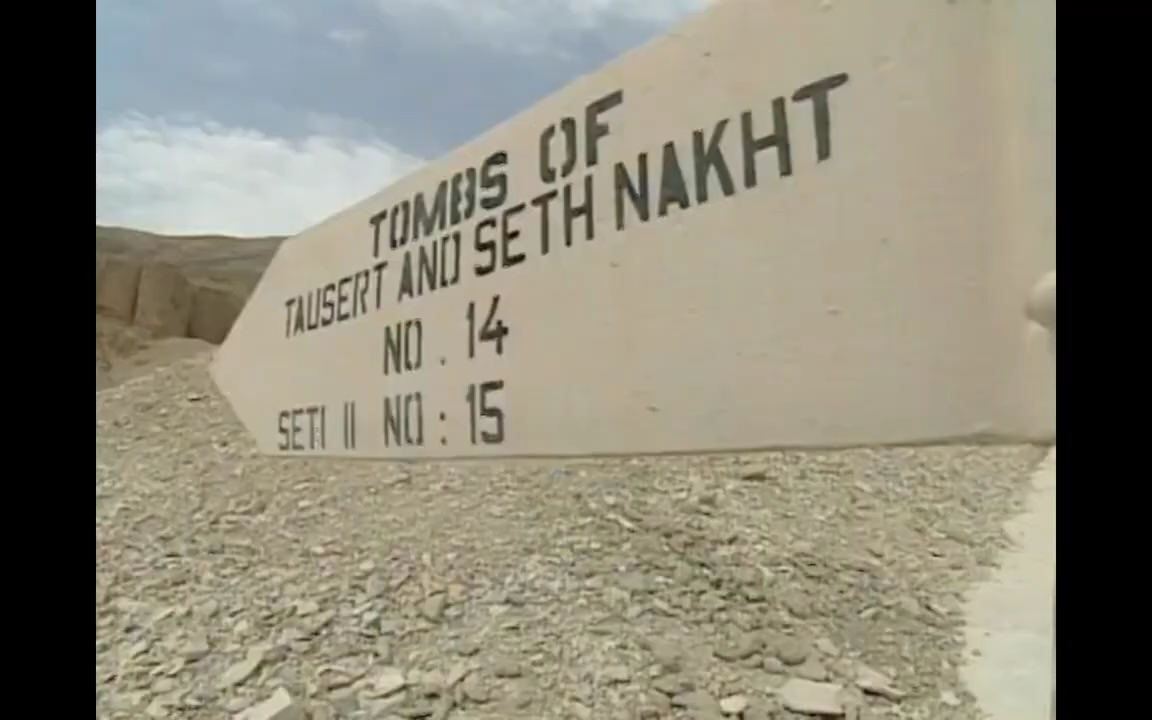 TOMBS OF
TAUSERT AND SETH NAKHT
NO. 14
SETI II NO: 15